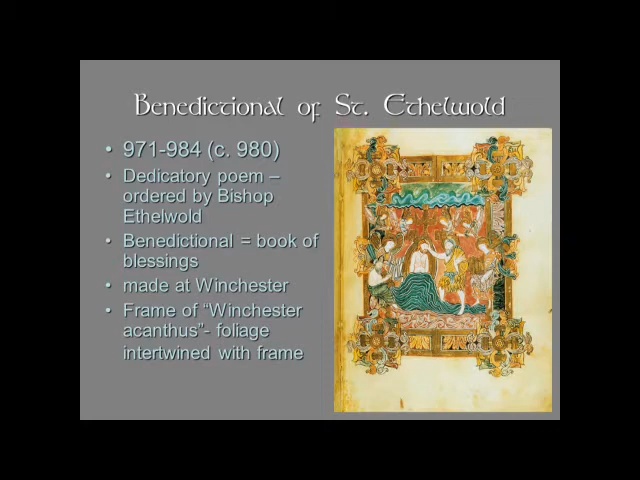 Benedictional of St. Ethelwold
• 971-984 (c. 980)
• Dedicatory poem –
ordered by Bishop
Ethelwold
• Benedictional = book of
blessings
• made at Winchester
• Frame of “Winchester
acanthus”- foliage
intertwined with frame